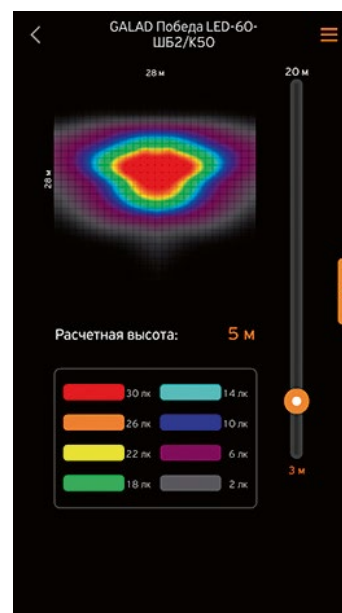 GALAD Победа LED-60-
ШБ2/К50
28 м
20 м
28 м
Расчетная высота: 5 м
30 лк 14 лк
26 лк 10 лк
22 лк 6 лк
18 лк 2 лк
3 м